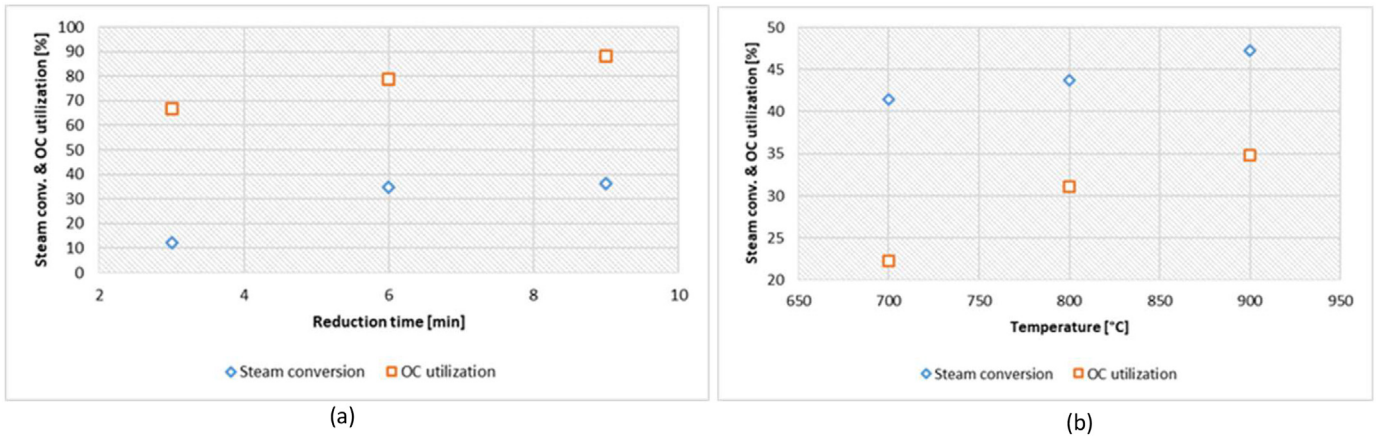 Steam conv. & OC utilization [%]
100
90
80
70
60
50
40
30
20
10
0
2 4 6 8 10
Reduction time [min]
Steam conversion OC utilization
(a)
Steam conv. & OC utilization [%]
50
45
40
35
30
25
20
650 700 750 800 850 900 950
Temperature [°C]
Steam conversion OC utilization
(b)